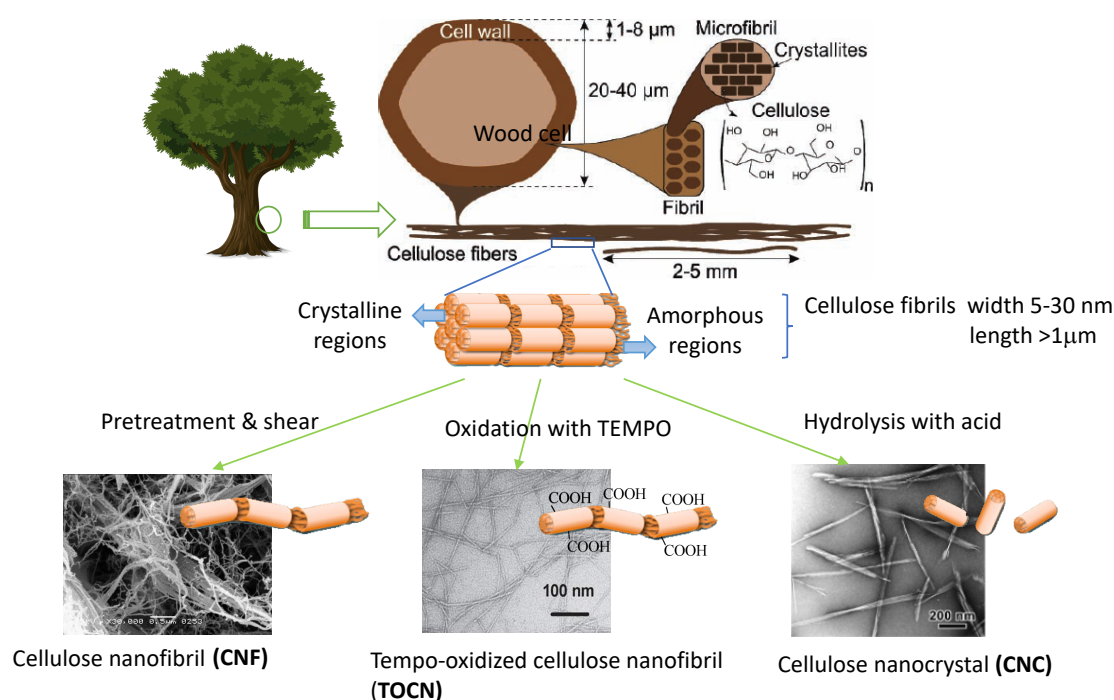 Cell wall
1-8 µm
20-40 µm
Wood cell
Microfibril
Crystallites
Cellulose
HO
OH
OH
O
O
O
O
OH
HO
OH
OH
n
Fibril
Cellulose fibers
2-5 mm
Crystalline
regions
Amorphous
regions
Cellulose fibrils width 5-30 nm
length >1µm
Pretreatment & shear
Oxidation with TEMPO
Hydrolysis with acid
COOH
COOH
COOH
COOH
COOH
100 nm
200 nm
Cellulose nanofibril (CNF)
Tempo-oxidized cellulose nanofibril
(TOCN)
Cellulose nanocrystal (CNC)